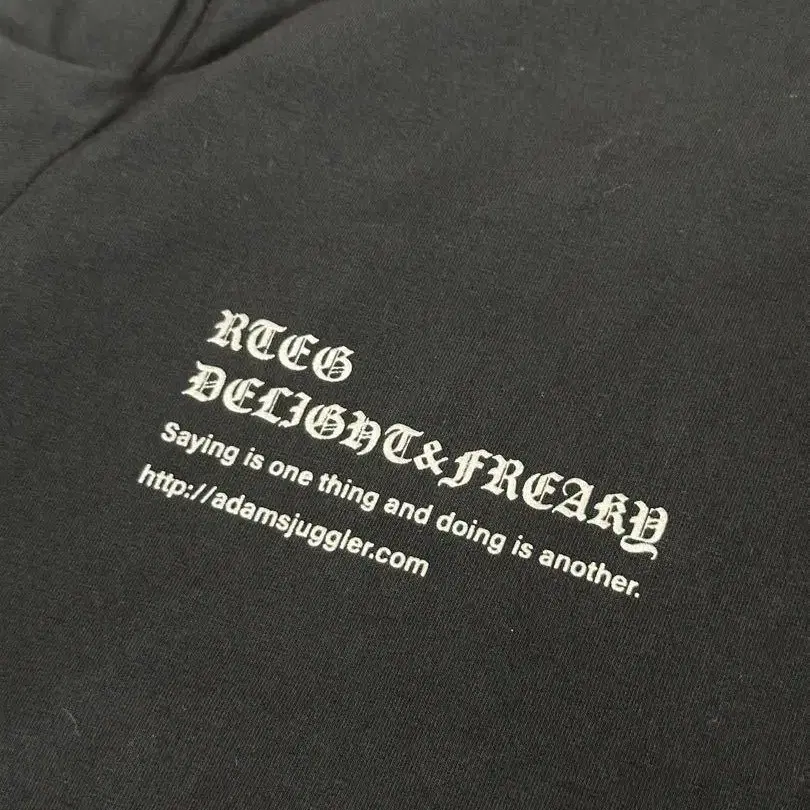 RTEG
DELIGHT&FREAKY
Saying is one thing and doing is another.
http://adamsjuggler.com